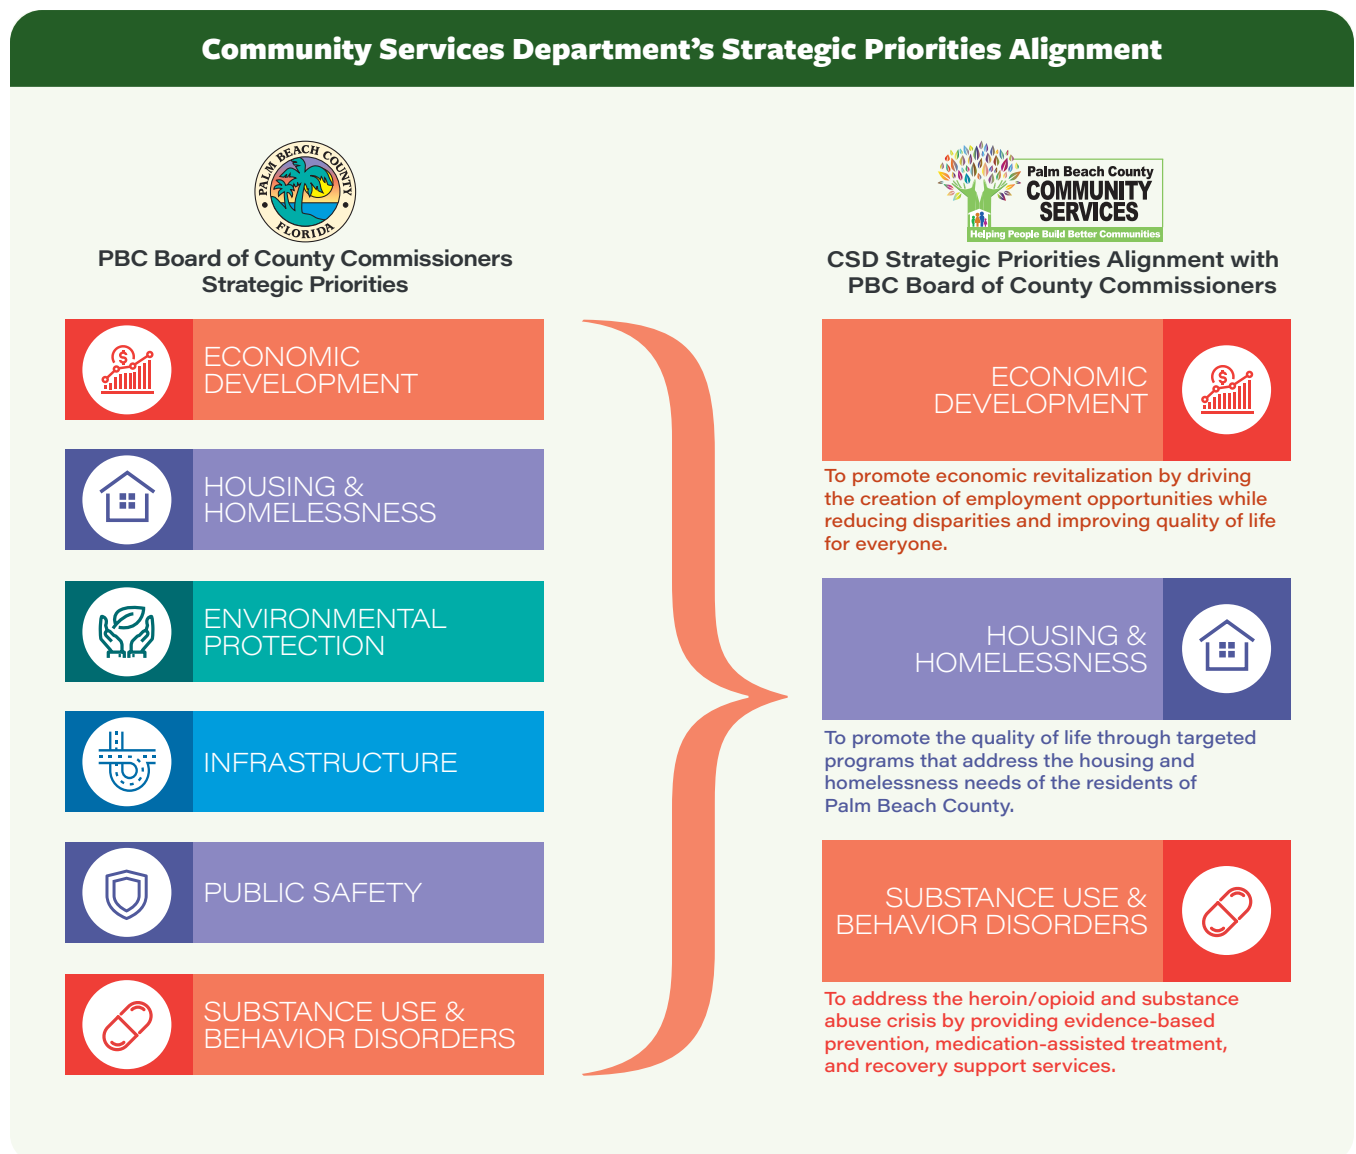 Community Services Department’s Strategic Priorities Alignment
PALM BEACH COUNTY
FLORIDA
PBC Board of County Commissioners
Strategic Priorities
ECONOMIC
DEVELOPMENT
HOUSING &
HOMELESSNESS
ENVIRONMENTAL
PROTECTION
INFRASTRUCTURE
PUBLIC SAFETY
SUBSTANCE USE &
BEHAVIOR DISORDERS
Palm Beach County
COMMUNITY
SERVICES
Helping People Build Better Communities
CSD Strategic Priorities Alignment with
PBC Board of County Commissioners
ECONOMIC
DEVELOPMENT
To promote economic revitalization by driving
the creation of employment opportunities while
reducing disparities and improving quality of life
for everyone.
HOUSING &
HOMELESSNESS
To promote the quality of life through targeted
programs that address the housing and
homelessness needs of the residents of
Palm Beach County.
SUBSTANCE USE &
BEHAVIOR DISORDERS
To address the heroin/opioid and substance
abuse crisis by providing evidence-based
prevention, medication-assisted treatment,
and recovery support services.